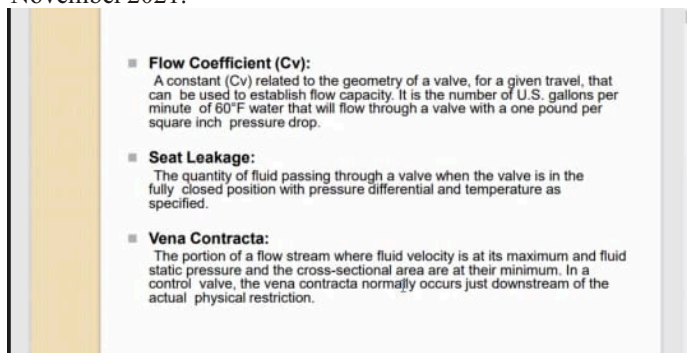 November 2021.
Flow Coefficient (Cv):
A constant (Cv) related to the geometry of a valve, for a given travel, that
can be used to establish flow capacity. It is the number of U.S. gallons per
minute of 60°F water that will flow through a valve with a one pound per
square inch pressure drop.
Seat Leakage:
The quantity of fluid passing through a valve when the valve is in the
fully closed position with pressure differential and temperature as
specified.
Vena Contracta:
The portion of a flow stream where fluid velocity is at its maximum and fluid
static pressure and the cross-sectional area are at their minimum. In a
control valve, the vena contracta normally occurs just downstream of the
actual physical restriction.